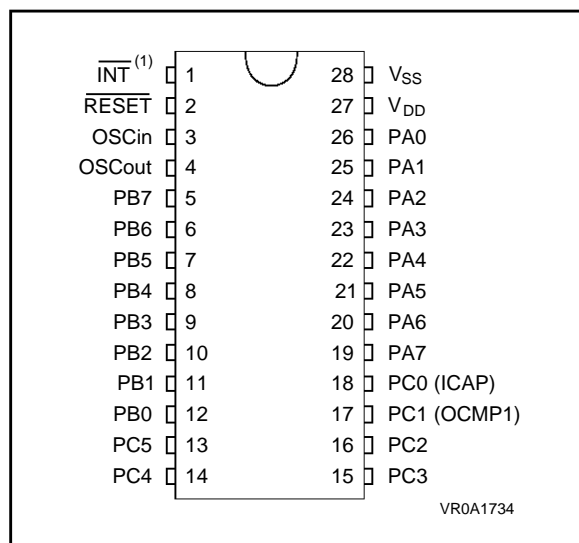 INT (1) 1 28 VSS
RESET 2 27 VDD
OSCin 3 26 PA0
OSCout 4 25 PA1
PB7 5 24 PA2
PB6 6 23 PA3
PB5 7 22 PA4
PB4 8 21 PA5
PB3 9 20 PA6
PB2 10 19 PA7
PB1 11 18 PC0 (ICAP)
PB0 12 17 PC1 (OCMP1)
PC5 13 16 PC2
PC4 14 15 PC3
VR0A1734